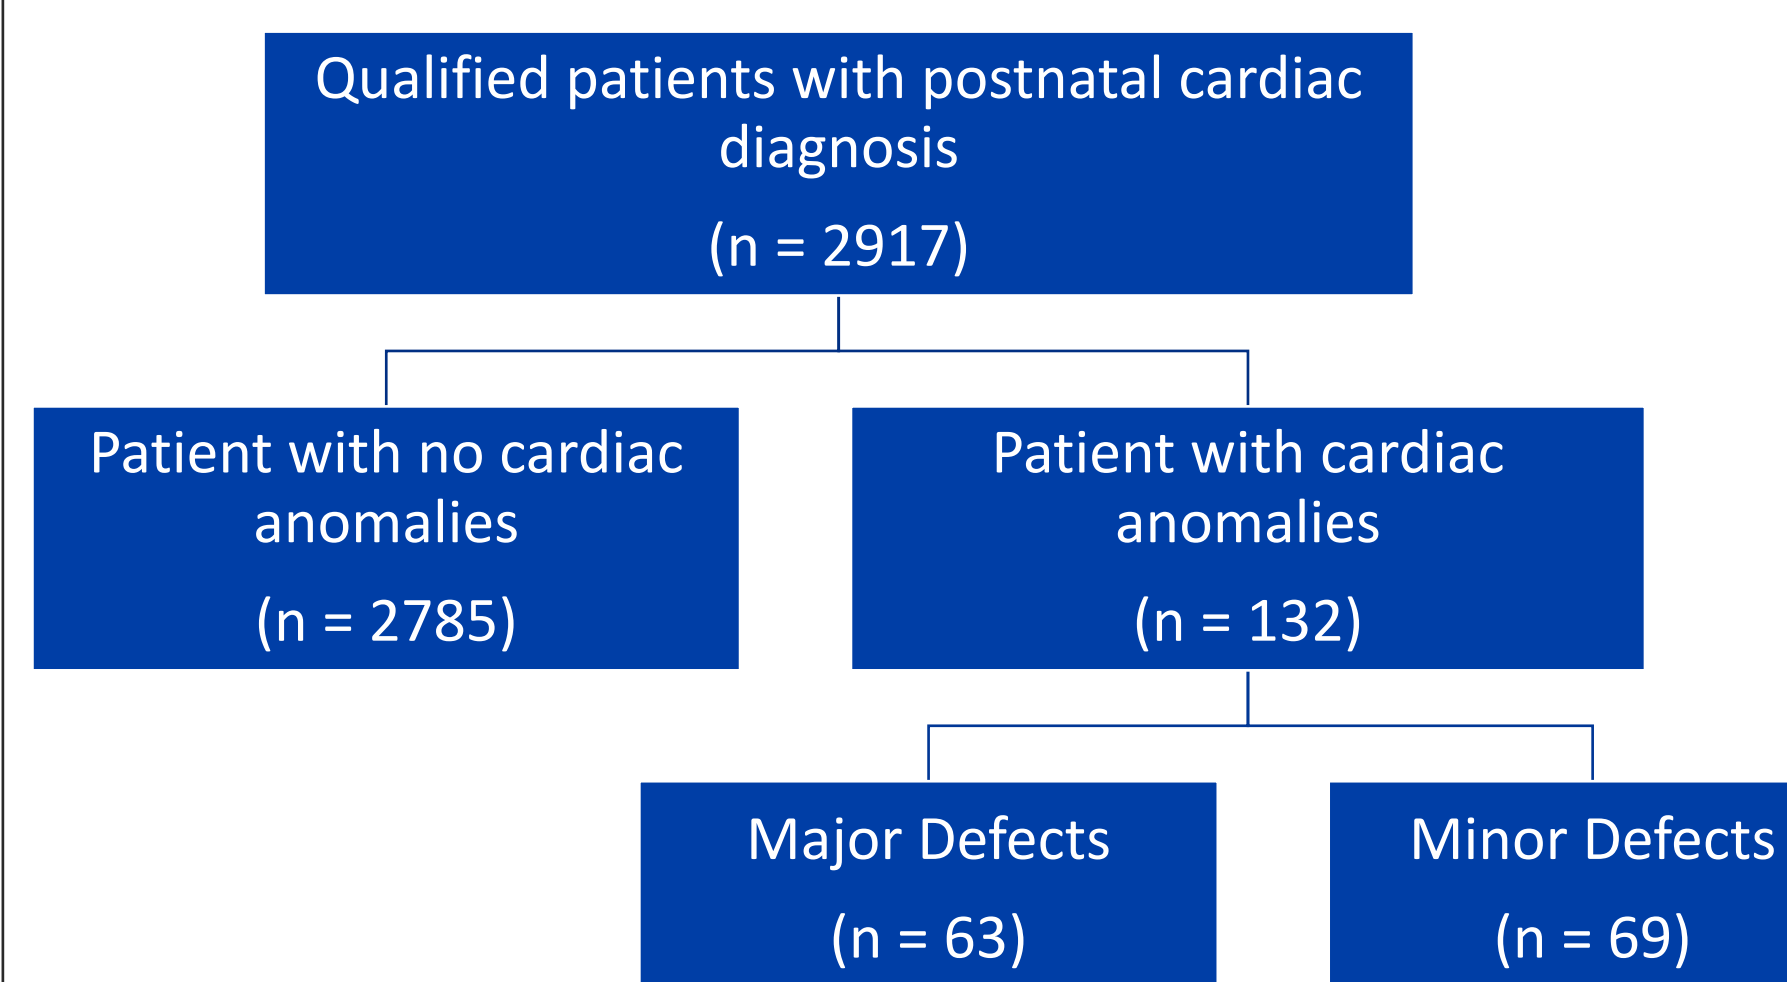 Qualified patients with postnatal cardiac
diagnosis
(n = 2917)
Patient with no cardiac
anomalies
(n = 2785)
Patient with cardiac
anomalies
(n = 132)
Major Defects
(n = 63)
Minor Defects
(n = 69)